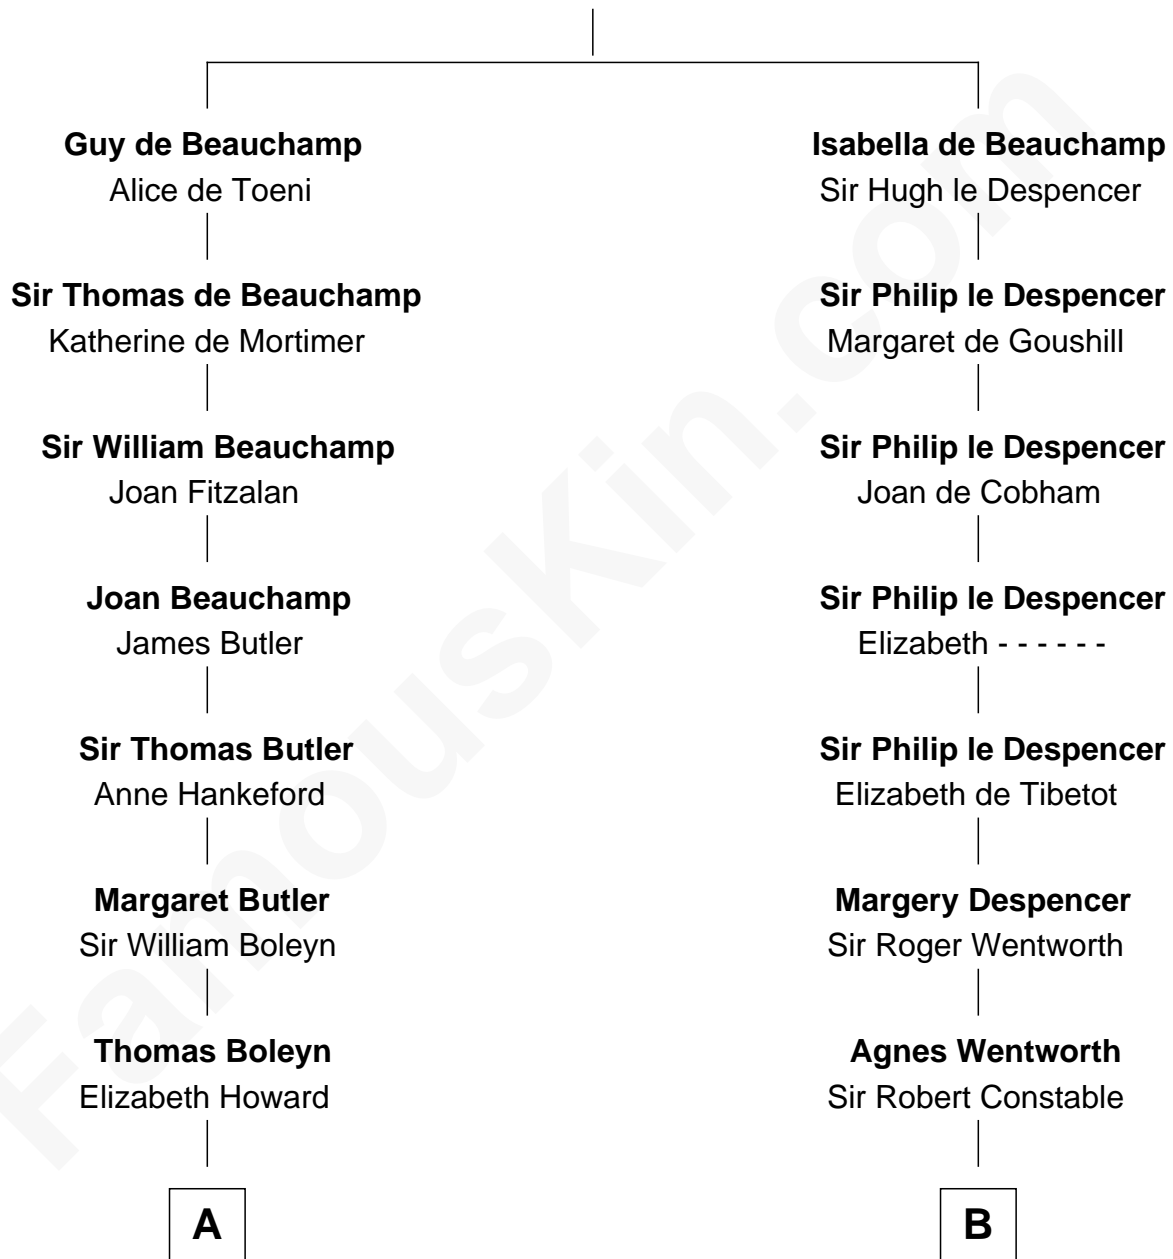 Guy de Beauchamp
Alice de Toeni
Isabella de Beauchamp
Sir Hugh le Despencer
Sir Thomas de Beauchamp
Katherine de Mortimer
Sir Philip le Despencer
Margaret de Goushill
Sir William Beauchamp
Joan Fitzalan
Sir Philip le Despencer
Joan de Cobham
Joan Beauchamp
James Butler
Sir Philip le Despencer
Elizabeth - - - - - -
Sir Thomas Butler
Anne Hankeford
Sir Philip le Despencer
Elizabeth de Tibetot
Margaret Butler
Sir William Boleyn
Margery Despencer
Sir Roger Wentworth
Thomas Boleyn
Elizabeth Howard
Agnes Wentworth
Sir Robert Constable
A
B
FamousKin.com